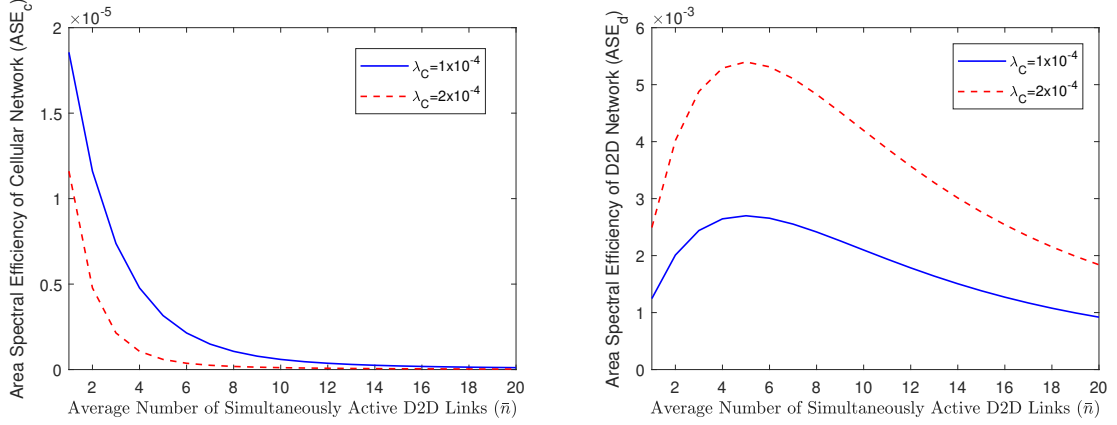 ×10⁻⁵
2
1.5
1
0.5
0
2 4 6 8 10 12 14 16 18 20
Area Spectral Efficiency of Cellular Network (ASE_c)
Average Number of Simultaneously Active D2D Links (n̄)
λ_C=1x10⁻⁴
λ_C=2x10⁻⁴
×10⁻³
6
5
4
3
2
1
0
2 4 6 8 10 12 14 16 18 20
Area Spectral Efficiency of D2D Network (ASE_d)
Average Number of Simultaneously Active D2D Links (n̄)
λ_C=1x10⁻⁴
λ_C=2x10⁻⁴